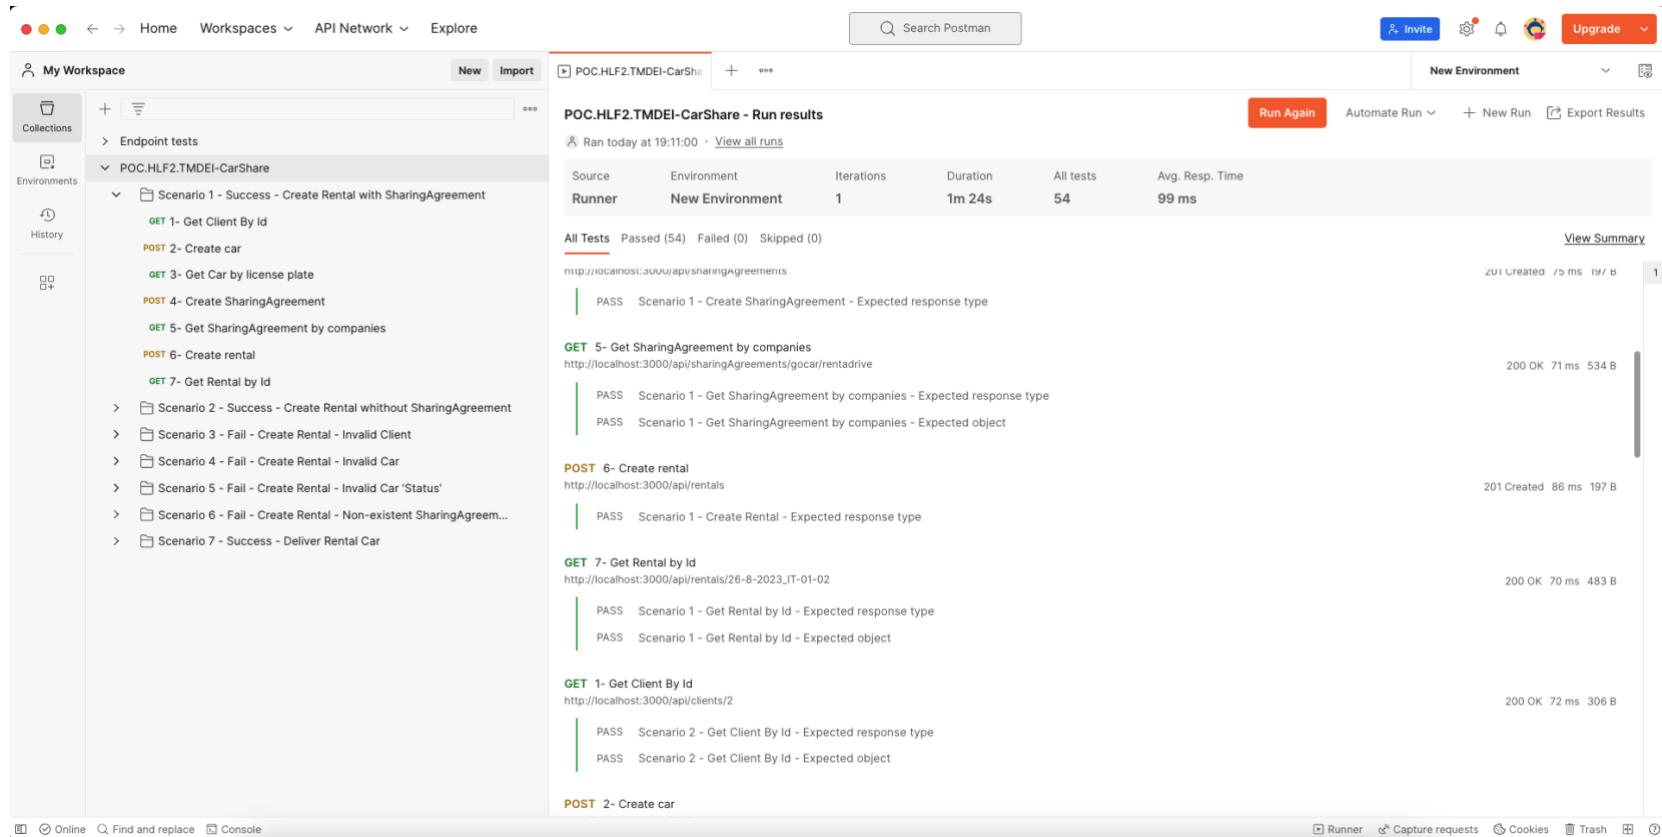 Home Workspaces API Network Explore Search Postman Invite Upgrade
My Workspace New Import
POC.HLF2.TMDEI-CarSha
New Environment
Collections
Environments
History
Endpoint tests
POC.HLF2.TMDEI-CarShare
Scenario 1 - Success - Create Rental with SharingAgreement
GET 1- Get Client By Id
POST 2- Create car
GET 3- Get Car by license plate
POST 4- Create SharingAgreement
GET 5- Get SharingAgreement by companies
POST 6- Create rental
GET 7- Get Rental by Id
Scenario 2 - Success - Create Rental whithout SharingAgreement
Scenario 3 - Fail - Create Rental - Invalid Client
Scenario 4 - Fail - Create Rental - Invalid Car
Scenario 5 - Fail - Create Rental - Invalid Car 'Status'
Scenario 6 - Fail - Create Rental - Non-existent SharingAgreem...
Scenario 7 - Success - Deliver Rental Car
POC.HLF2.TMDEI-CarShare - Run results
Run Again Automate Run New Run Export Results
Ran today at 19:11:00 · View all runs
Source Environment Iterations Duration All tests Avg. Resp. Time
Runner New Environment 1 1m 24s 54 99 ms
All Tests Passed (54) Failed (0) Skipped (0) View Summary
http://localhost:3000/api/sharingAgreements 201 Created 75 ms 197 B 1
PASS Scenario 1 - Create SharingAgreement - Expected response type
GET 5- Get SharingAgreement by companies
http://localhost:3000/api/sharingAgreements/gocar/rentadrive 200 OK 71 ms 534 B
PASS Scenario 1 - Get SharingAgreement by companies - Expected response type
PASS Scenario 1 - Get SharingAgreement by companies - Expected object
POST 6- Create rental
http://localhost:3000/api/rentals 201 Created 86 ms 197 B
PASS Scenario 1 - Create Rental - Expected response type
GET 7- Get Rental by Id
http://localhost:3000/api/rentals/26-8-2023_IT-01-02 200 OK 70 ms 483 B
PASS Scenario 1 - Get Rental by Id - Expected response type
PASS Scenario 1 - Get Rental by Id - Expected object
GET 1- Get Client By Id
http://localhost:3000/api/clients/2 200 OK 72 ms 306 B
PASS Scenario 2 - Get Client By Id - Expected response type
PASS Scenario 2 - Get Client By Id - Expected object
POST 2- Create car
Online Find and replace Console Runner Capture requests Cookies Trash